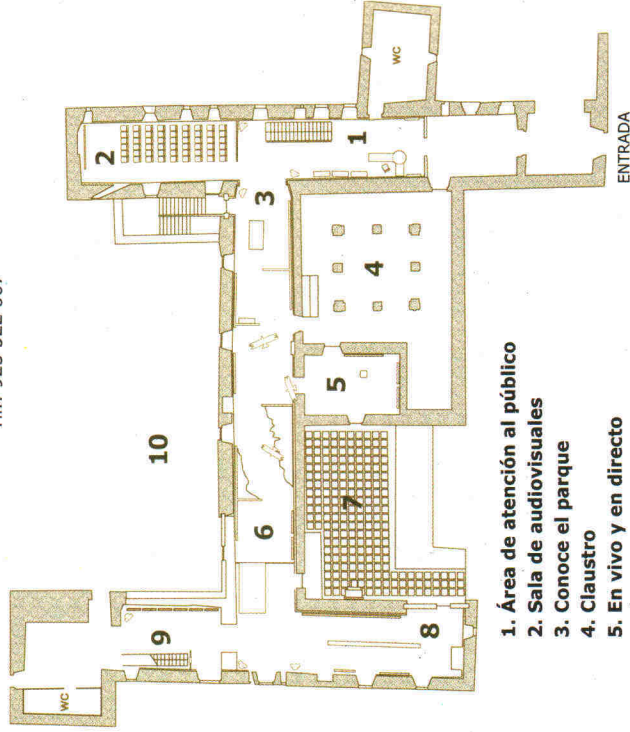 WC
2
1
3
ENTRADA
4
5
10
7
6
9
8
WC
1. Área de atención al público
2. Sala de audiovisuales
3. Conoce el parque
4. Claustro
5. En vivo y en directo